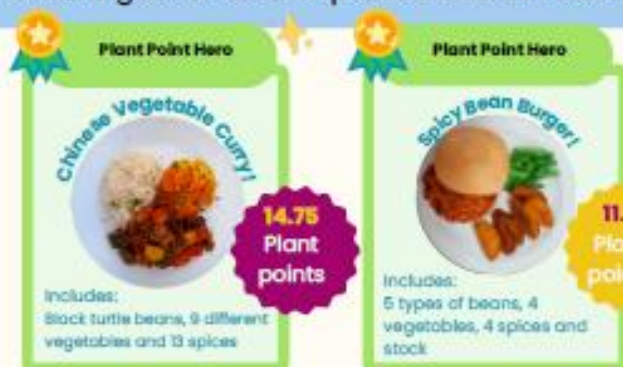 Plant Point Hero
Chinese Vegetable Curry!
14.75
Plant
points
Includes:
Black turtle beans, 9 different
vegetables and 13 spices
Plant Point Hero
Spicy Bean Burger!
11.
Includes:
5 types of beans, 4
vegetables, 4 spices and
stock